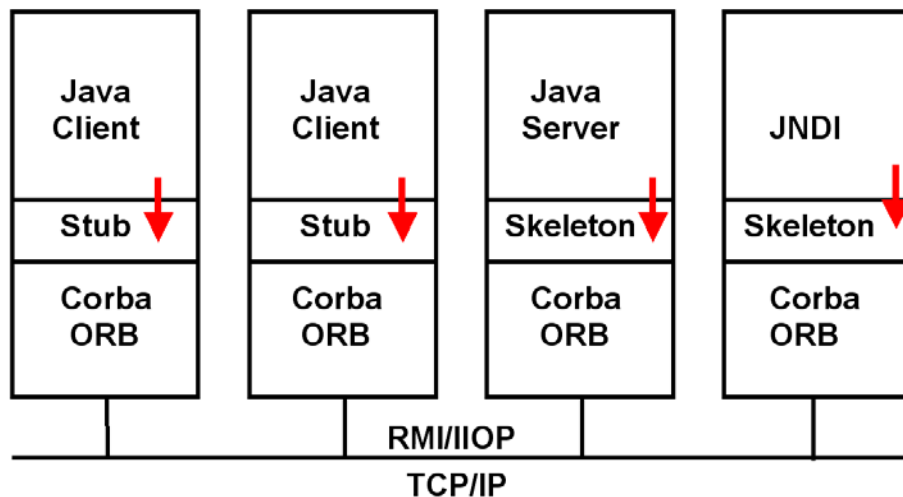 Java
Client
Stub
Corba
ORB
Java
Client
Stub
Corba
ORB
Java
Server
Skeleton
Corba
ORB
JNDI
Skeleton
Corba
ORB
RMI/IIOP
TCP/IP